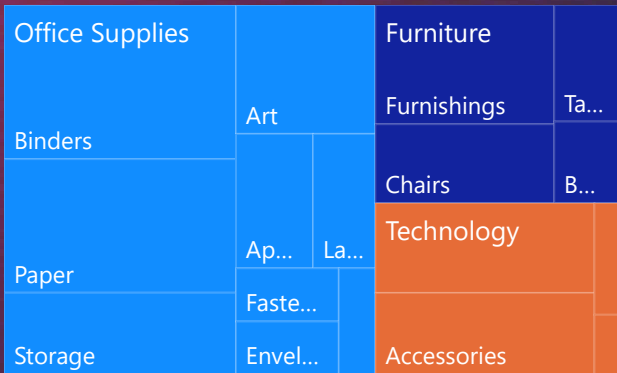 Office Supplies
Binders
Paper
Storage
Art
Ap...
La...
Faste...
Envel...
Furniture
Furnishings
Chairs
Ta...
B...
Technology
Accessories